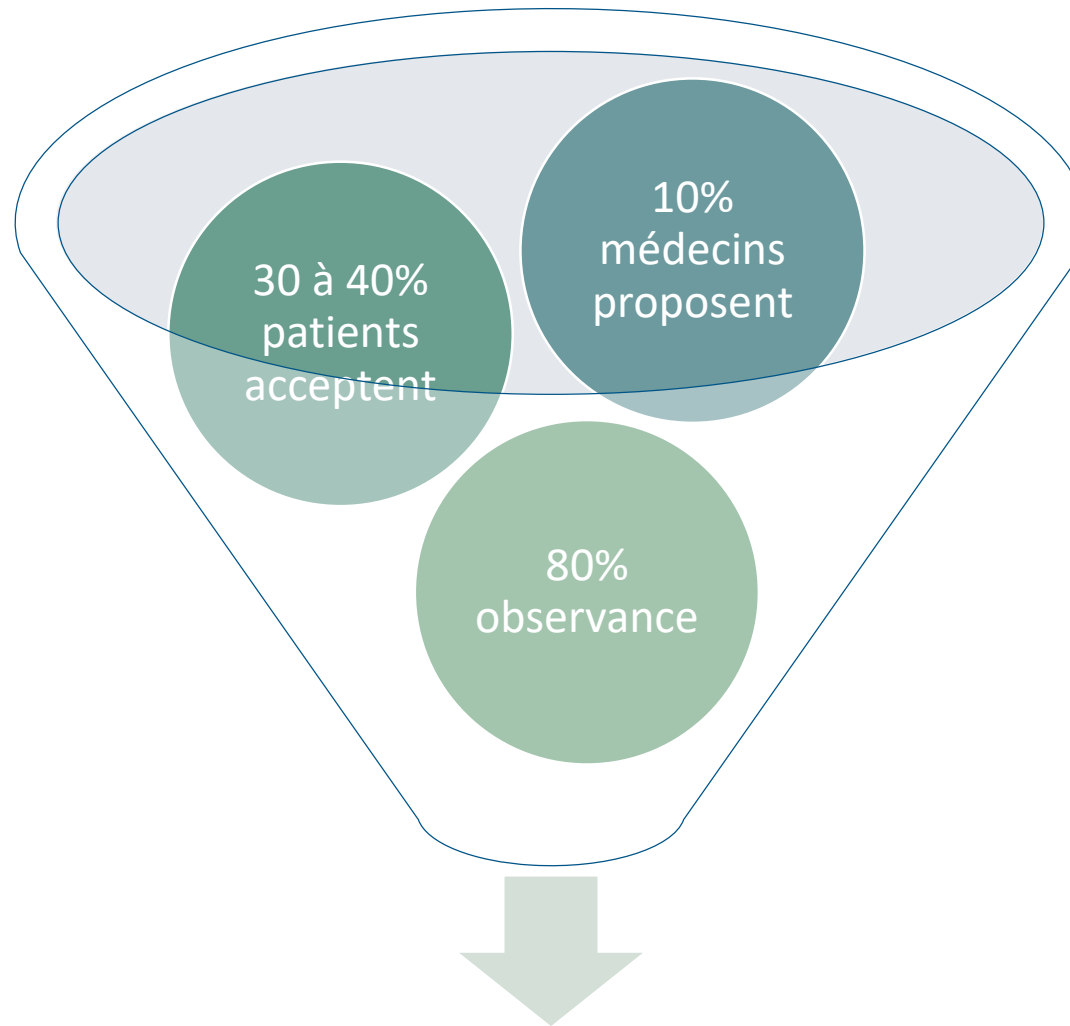 10%
médecins
proposent
30 à 40%
patients
acceptent
80%
observance